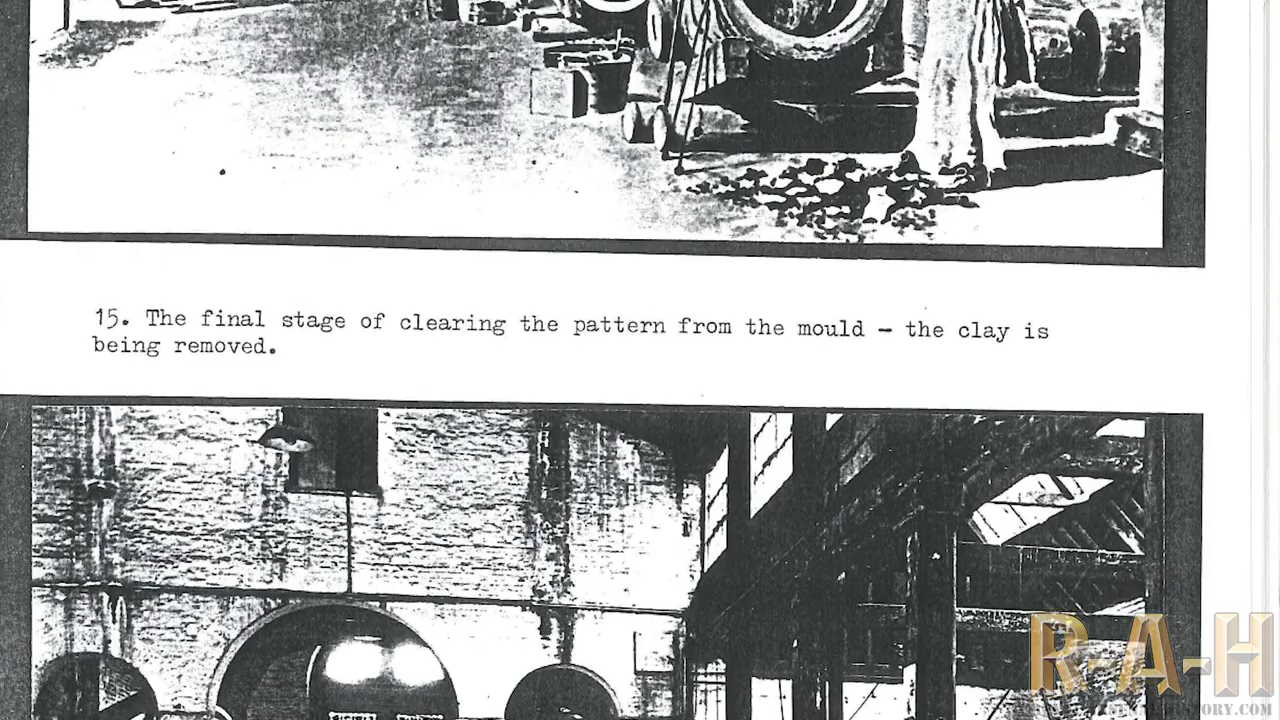 15. The final stage of clearing the pattern from the mould - the clay is
being removed.
R-A-H